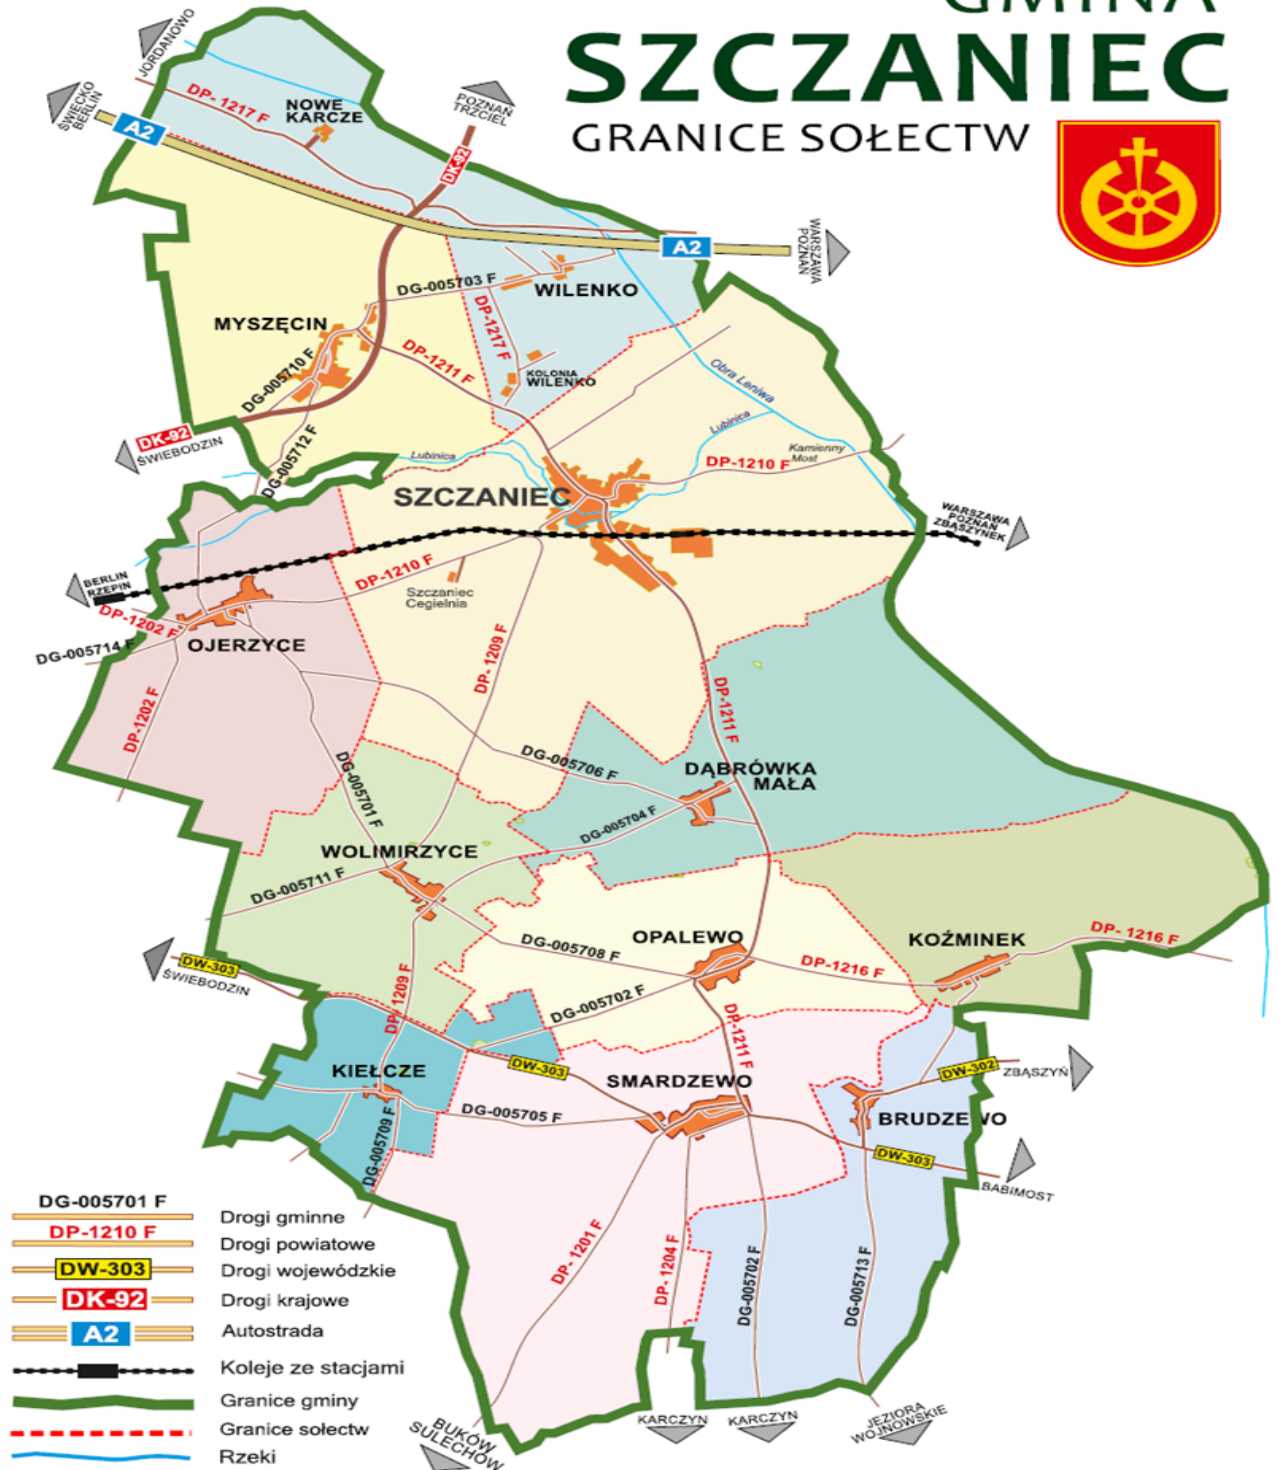 GMINA
SZCZANIEC
GRANICE SOŁECTW
JORDANOWO
ŚWIECKO
BERLIN
A2
DP- 1217 F
NOWE
KARCZE
POZNAŃ
TRZCIEL
DK-92
A2
WARSZAWA
POZNAŃ
DG-005703 F
WILENKO
MYSZĘCIN
DP-1217 F
DP-1211 F
KOLONIA
WILENKO
DG-005710 F
Obra Leniwa
Lubinica
DK-92
ŚWIEBODZIN
DG-005712 F
Lubinica
Kamienny
Most
DP-1210 F
SZCZANIEC
WARSZAWA
POZNAŃ
ZBĄSZYNEK
BERLIN
RZEPIN
DP-1210 F
Szczaniec
Cegielnia
DP-1202 F
DG-005714 F
OJERZYCE
DP- 1209 F
DP-1202 F
DP-1211 F
DG-005706 F
DĄBRÓWKA
MAŁA
DG-005701 F
DG-005704 F
WOLIMIRZYCE
DG-005711 F
OPALEWO
DG-005708 F
KOŹMINEK
DP- 1216 F
DP-1216 F
DW-303
ŚWIEBODZIN
DP- 1209 F
DG-005702 F
DP-1211 F
KIEŁCZE
DW-303
SMARDZEWO
DW-302
ZBĄSZYŃ
DG-005705 F
BRUDZEWO
DG-005709 F
DW-303
BABIMOST
DP- 1201 F
DP- 1204 F
DG-005702 F
DG-005713 F
KARCZYN
KARCZYN
JEZIORA
WOJNOWSKIE
BUKÓW
SULECHÓW
DG-005701 F
Drogi gminne
DP-1210 F
Drogi powiatowe
DW-303
Drogi wojewódzkie
DK-92
Drogi krajowe
A2
Autostrada
Koleje ze stacjami
Granice gminy
Granice sołectw
Rzeki